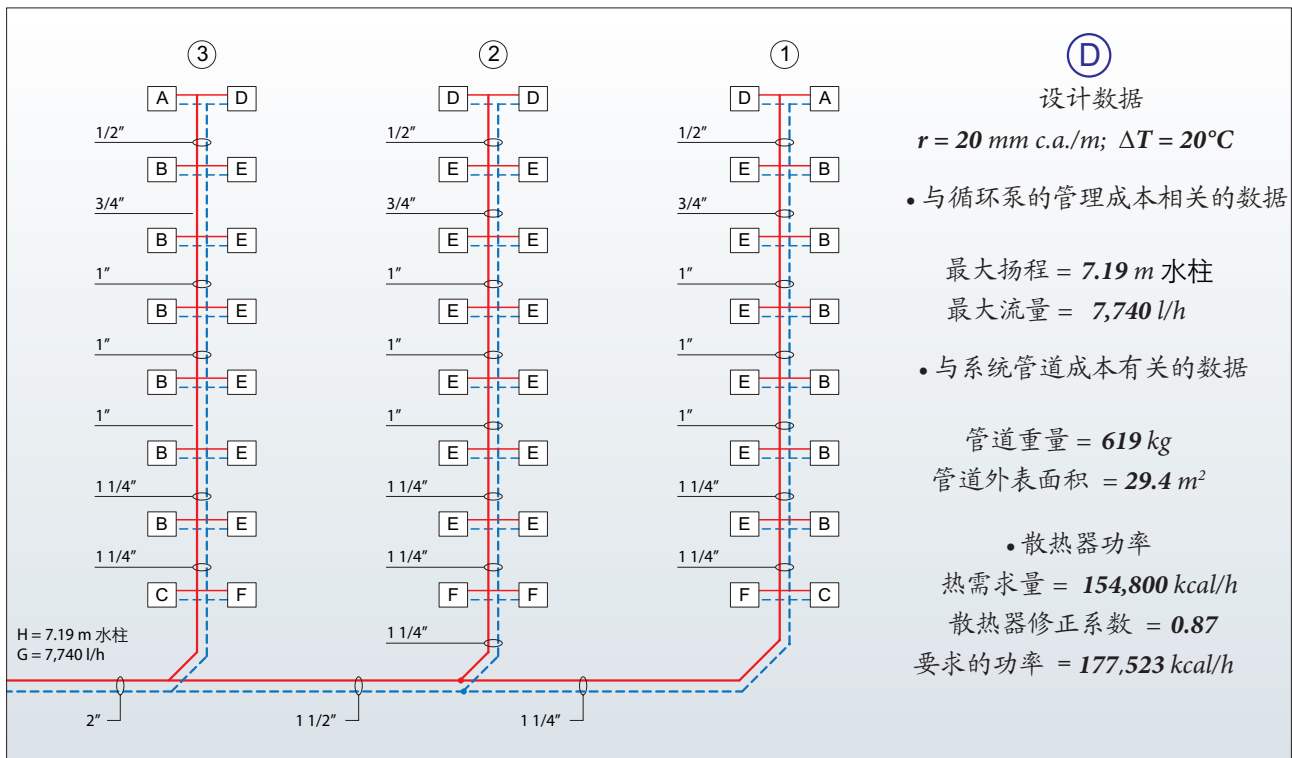 ③ ② ①
A D D D D A
1/2" 1/2" 1/2"
B E E E E B
3/4" 3/4" 3/4"
B E E E E B
1" 1" 1"
B E E E E B
1" 1" 1"
B E E E E B
1" 1" 1"
B E E E E B
1 1/4" 1 1/4" 1 1/4"
B E E E E B
1 1/4" 1 1/4" 1 1/4"
C F F F F C
1 1/4"
H = 7.19 m 水柱
G = 7,740 l/h
2" 1 1/2" 1 1/4"
D
设计数据
r = 20 mm c.a./m; ΔT = 20°C
• 与循环泵的管理成本相关的数据
最大扬程 = 7.19 m 水柱
最大流量 = 7,740 l/h
• 与系统管道成本有关的数据
管道重量 = 619 kg
管道外表面积 = 29.4 m²
• 散热器功率
热需求量 = 154,800 kcal/h
散热器修正系数 = 0.87
要求的功率 = 177,523 kcal/h